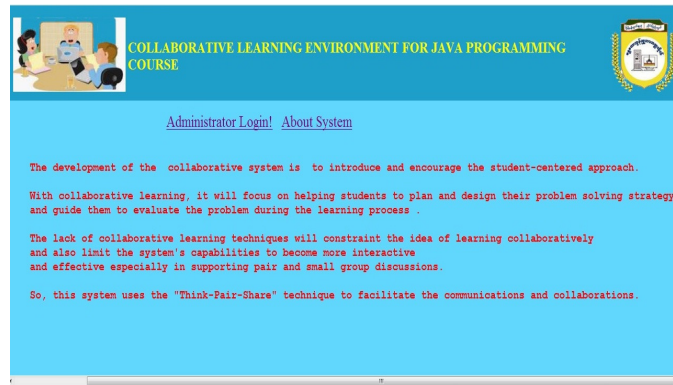 COLLABORATIVE LEARNING ENVIRONMENT FOR JAVA PROGRAMMING
COURSE
Administrator Login! About System
The development of the collaborative system is to introduce and encourage the student-centered approach.
With collaborative learning, it will focus on helping students to plan and design their problem solving strategy
and guide them to evaluate the problem during the learning process .
The lack of collaborative learning techniques will constraint the idea of learning collaboratively
and also limit the system's capabilities to become more interactive
and effective especially in supporting pair and small group discussions.
So, this system uses the "Think-Pair-Share" technique to facilitate the communications and collaborations.